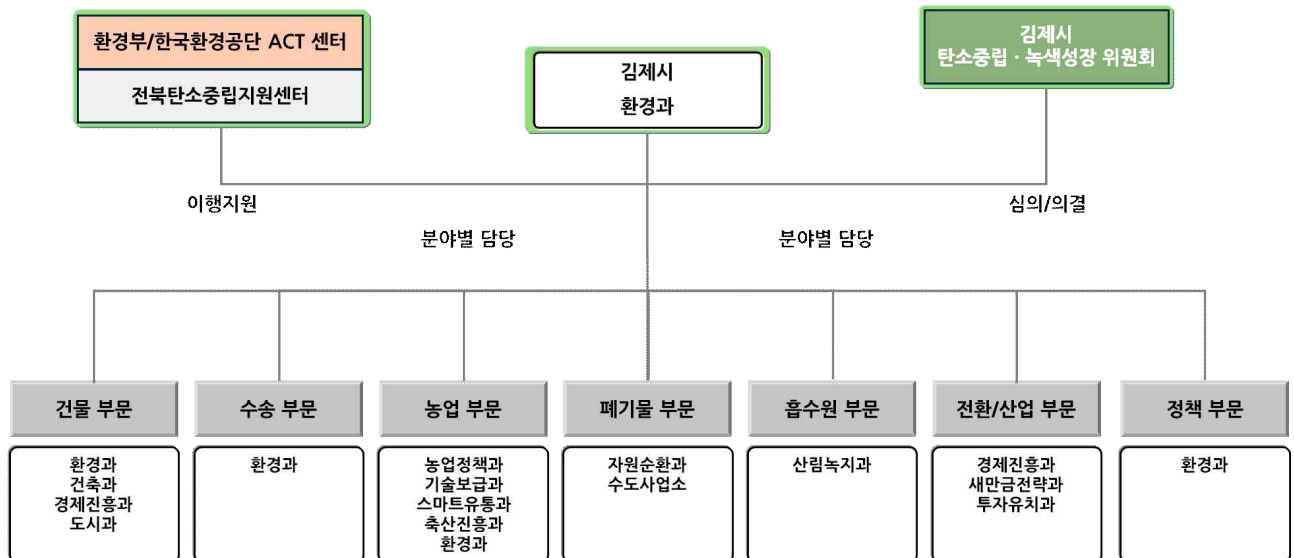 환경부/한국환경공단 ACT 센터
전북탄소중립지원센터
김제시
환경과
김제시
탄소중립 · 녹색성장 위원회
이행지원
심의/의결
분야별 담당
분야별 담당
건물 부문
수송 부문
농업 부문
폐기물 부문
흡수원 부문
전환/산업 부문
정책 부문
환경과
건축과
경제진흥과
도시과
환경과
농업정책과
기술보급과
스마트유통과
축산진흥과
환경과
자원순환과
수도사업소
산림녹지과
경제진흥과
새만금전략과
투자유치과
환경과